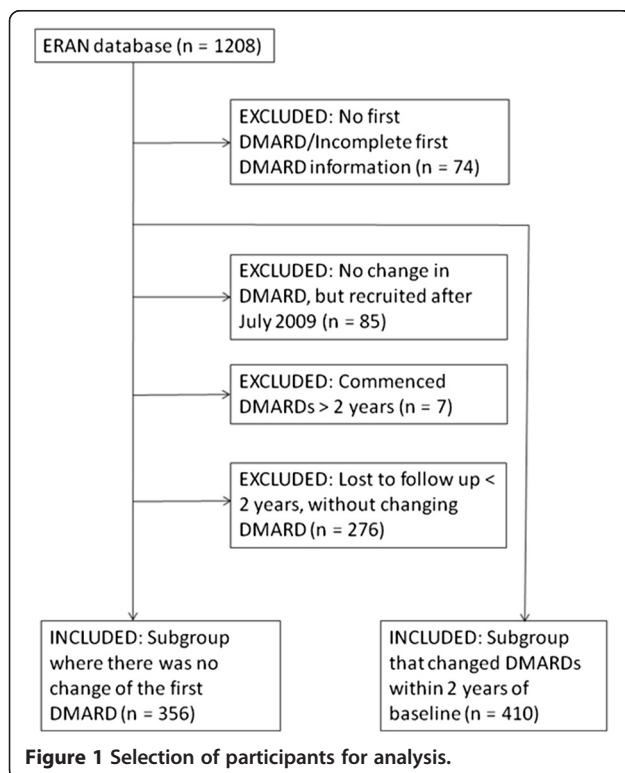 ERAN database (n = 1208)
EXCLUDED: No first
DMARD/Incomplete first
DMARD information (n = 74)
EXCLUDED: No change in
DMARD, but recruited after
July 2009 (n = 85)
EXCLUDED: Commenced
DMARDs > 2 years (n = 7)
EXCLUDED: Lost to follow up <
2 years, without changing
DMARD (n = 276)
INCLUDED: Subgroup
where there was no
change of the first
DMARD (n = 356)
INCLUDED: Subgroup
that changed DMARDs
within 2 years of
baseline (n = 410)
Figure 1 Selection of participants for analysis.